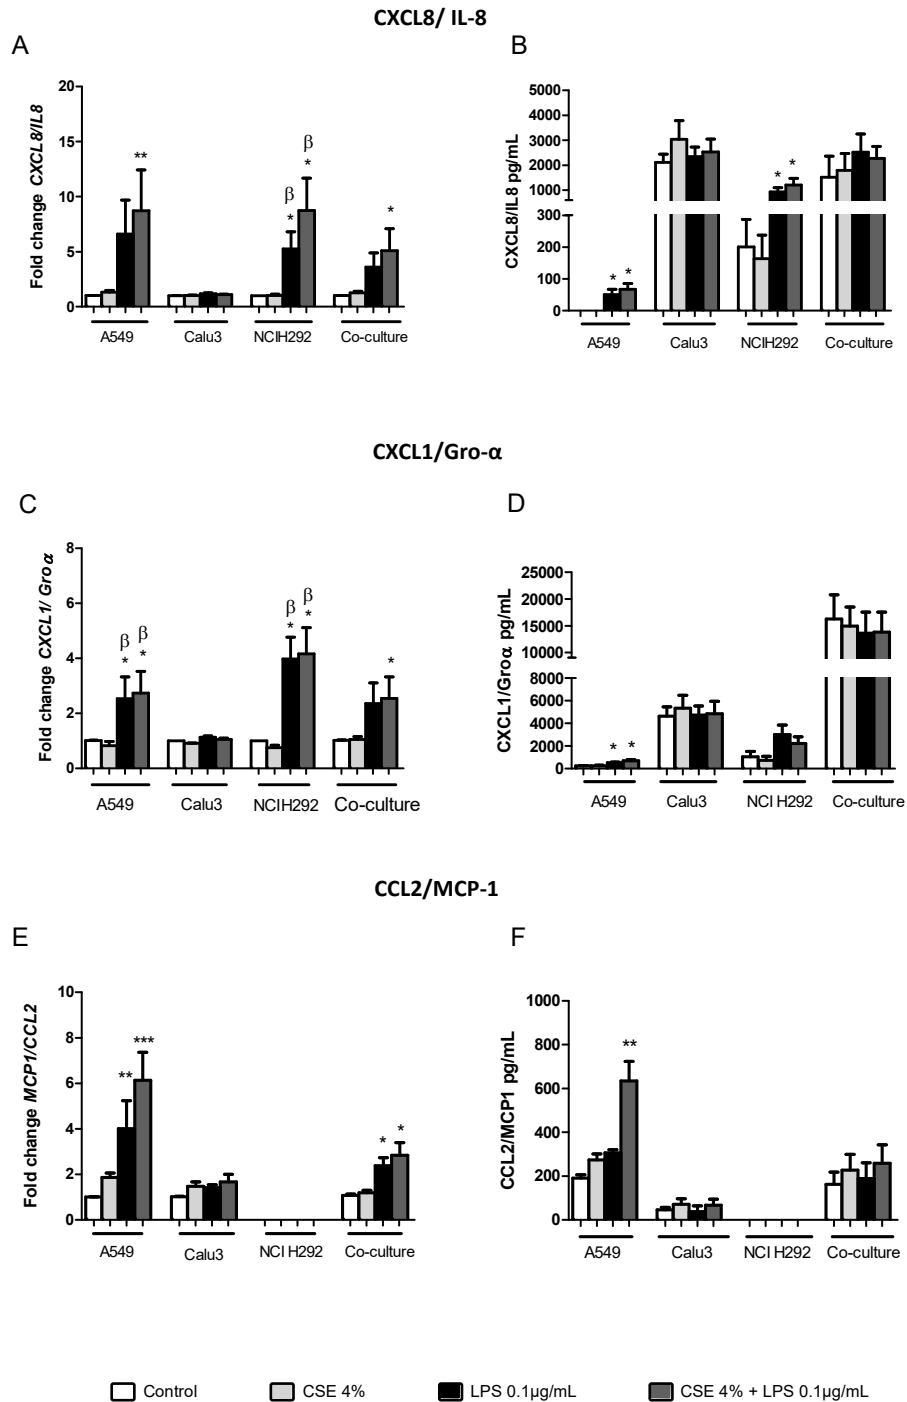 CXCL8/ IL-8
A
B
Fold change CXCL8/IL8
20
15
10
5
0
**
β
*
β
*
*
A549
Calu3
NCIH292
Co-culture
CXCL8/IL8 pg/mL
5000
4000
3000
2000
1000
300
200
100
0
*
*
*
*
A549
Calu3
NCIH292
Co-culture
CXCL1/Gro-α
C
D
Fold change CXCL1/ Groα
8
6
4
2
0
β
*
β
*
β
*
β
*
*
A549
Calu3
NCIH292
Co-culture
CXCL1/Groα pg/mL
25000
20000
15000
10000
8000
6000
4000
2000
0
*
*
A549
Calu3
NCI H292
Co-culture
CCL2/MCP-1
E
F
Fold change MCP1/CCL2
10
8
6
4
2
0
**
***
*
*
A549
Calu3
NCI H292
Co-culture
CCL2/MCP1 pg/mL
1000
800
600
400
200
0
**
A549
Calu3
NCI H292
Co-culture
Control
CSE 4%
LPS 0.1µg/mL
CSE 4% + LPS 0.1µg/mL